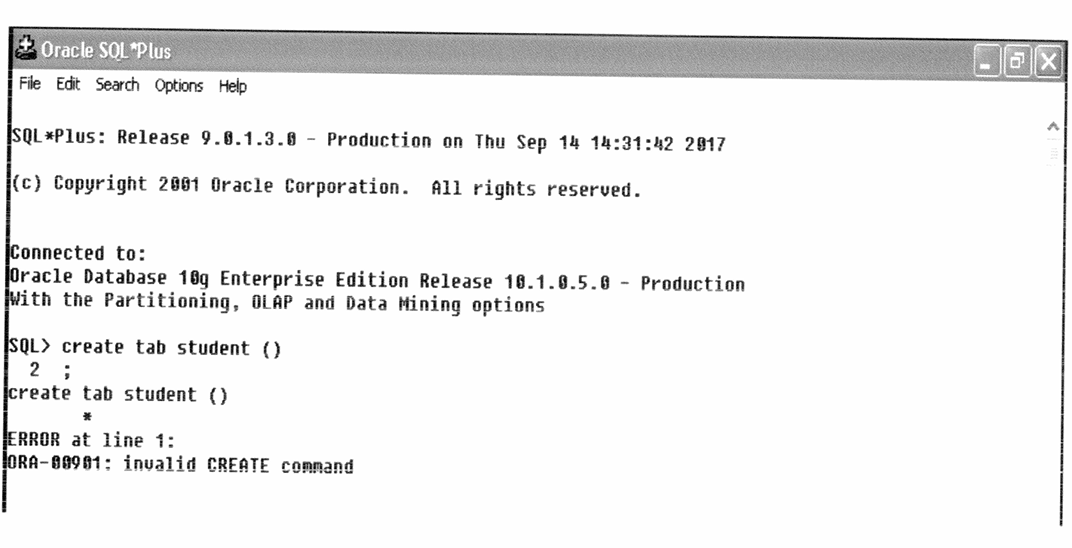 Oracle SQL*Plus
File Edit Search Options Help
SQL*Plus: Release 9.0.1.3.0 - Production on Thu Sep 14 14:31:42 2017
(c) Copyright 2001 Oracle Corporation.  All rights reserved.
Connected to:
Oracle Database 10g Enterprise Edition Release 10.1.0.5.0 - Production
With the Partitioning, OLAP and Data Mining options
SQL> create tab student ()
  2  ;
create tab student ()
       *
ERROR at line 1:
ORA-00901: invalid CREATE command